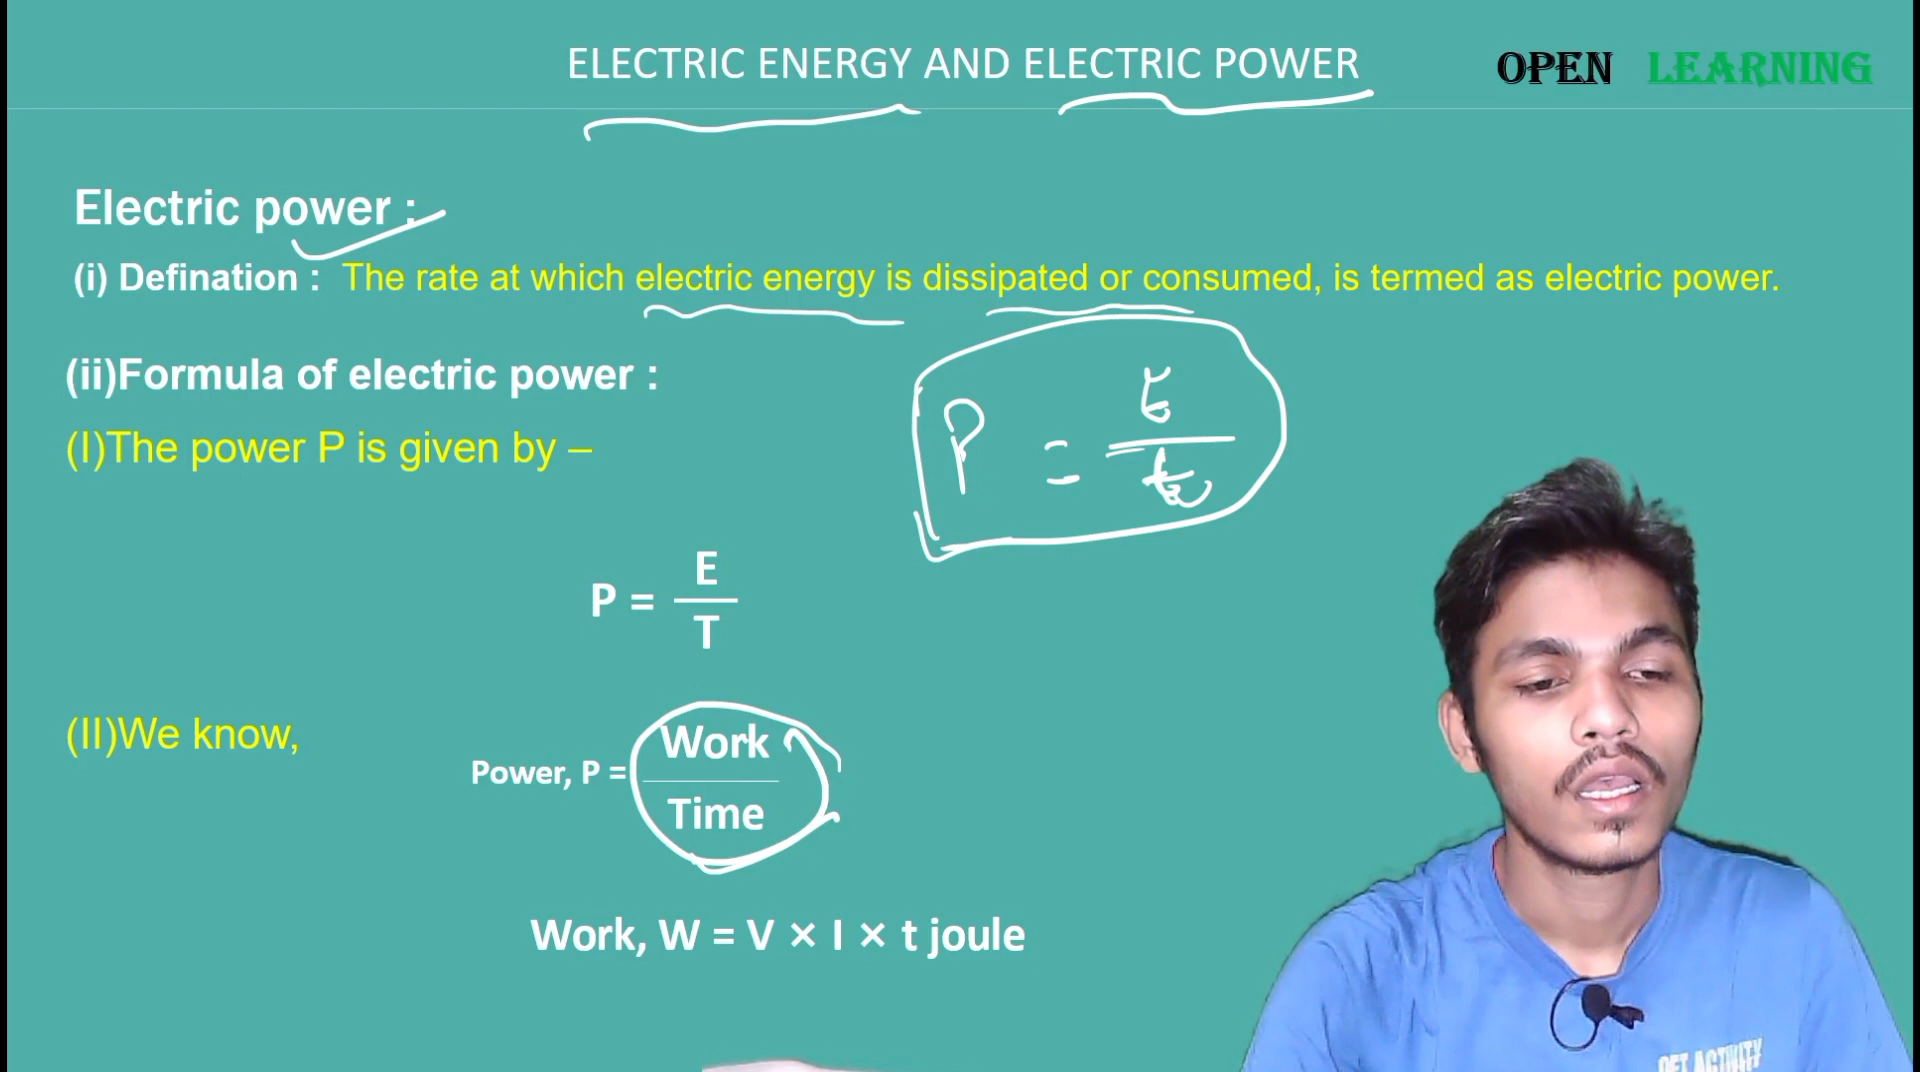 ELECTRIC ENERGY AND ELECTRIC POWER
OPEN LEARNING
Electric power :
(i) Defination : The rate at which electric energy is dissipated or consumed, is termed as electric power.
(ii)Formula of electric power :
(I)The power P is given by –
P = E
t
P = E
T
(II)We know,
Power, P = Work
Time
Work, W = V × I × t joule